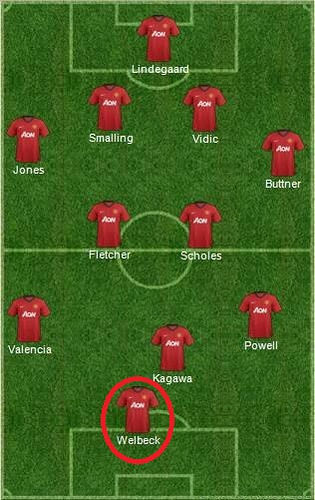 AON
Lindegaard
AON
AON
Smalling
Vidic
AON
AON
Jones
Buttner
AON
AON
Fletcher
Scholes
AON
AON
Valencia
Powell
AON
Kagawa
AON
Welbeck